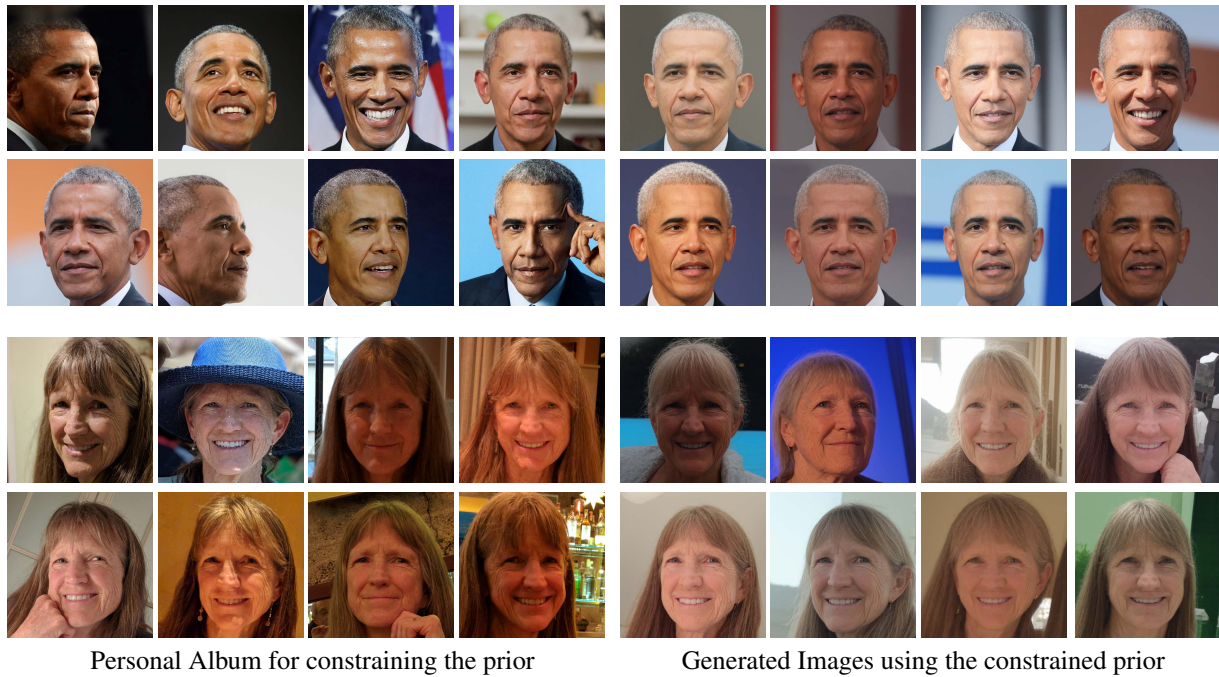 Personal Album for constraining the prior
Generated Images using the constrained prior